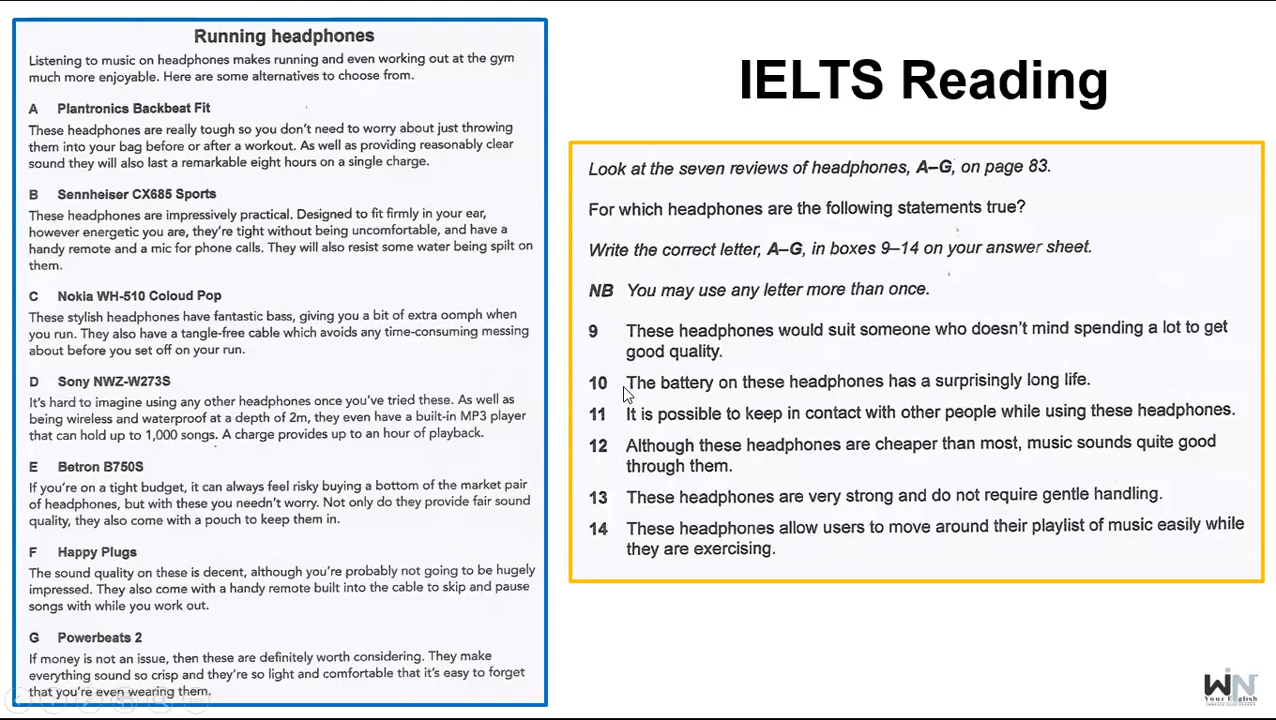 Running headphones
Listening to music on headphones makes running and even working out at the gym
much more enjoyable. Here are some alternatives to choose from.
A Plantronics Backbeat Fit
These headphones are really tough so you don't need to worry about just throwing
them into your bag before or after a workout. As well as providing reasonably clear
sound they will also last a remarkable eight hours on a single charge.
B Sennheiser CX685 Sports
These headphones are impressively practical. Designed to fit firmly in your ear,
however energetic you are, they're tight without being uncomfortable, and have a
handy remote and a mic for phone calls. They will also resist some water being spilt on
them.
C Nokia WH-510 Coloud Pop
These stylish headphones have fantastic bass, giving you a bit of extra oomph when
you run. They also have a tangle-free cable which avoids any time-consuming messing
about before you set off on your run.
D Sony NWZ-W273S
It's hard to imagine using any other headphones once you've tried these. As well as
being wireless and waterproof at a depth of 2m, they even have a built-in MP3 player
that can hold up to 1,000 songs. A charge provides up to an hour of playback.
E Betron B750S
If you're on a tight budget, it can always feel risky buying a bottom of the market pair
of headphones, but with these you needn't worry. Not only do they provide fair sound
quality, they also come with a pouch to keep them in.
F Happy Plugs
The sound quality on these is decent, although you're probably not going to be hugely
impressed. They also come with a handy remote built into the cable to skip and pause
songs with while you work out.
G Powerbeats 2
If money is not an issue, then these are definitely worth considering. They make
everything sound so crisp and they're so light and comfortable that it's easy to forget
that you're even wearing them.
IELTS Reading
Look at the seven reviews of headphones, A–G, on page 83.
For which headphones are the following statements true?
Write the correct letter, A–G, in boxes 9–14 on your answer sheet.
NB You may use any letter more than once.
9 These headphones would suit someone who doesn't mind spending a lot to get
good quality.
10 The battery on these headphones has a surprisingly long life.
11 It is possible to keep in contact with other people while using these headphones.
12 Although these headphones are cheaper than most, music sounds quite good
through them.
13 These headphones are very strong and do not require gentle handling.
14 These headphones allow users to move around their playlist of music easily while
they are exercising.
WIN
Your English